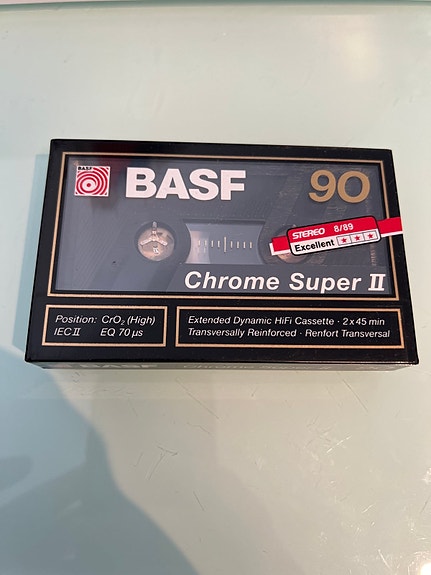 BASF
BASF 90
STEREO 8/89
Excellent
Chrome Super II
Position: CrO₂ (High)
IEC II EQ 70 µs
Extended Dynamic HiFi Cassette · 2 x 45 min
Transversally Reinforced · Renfort Transversal